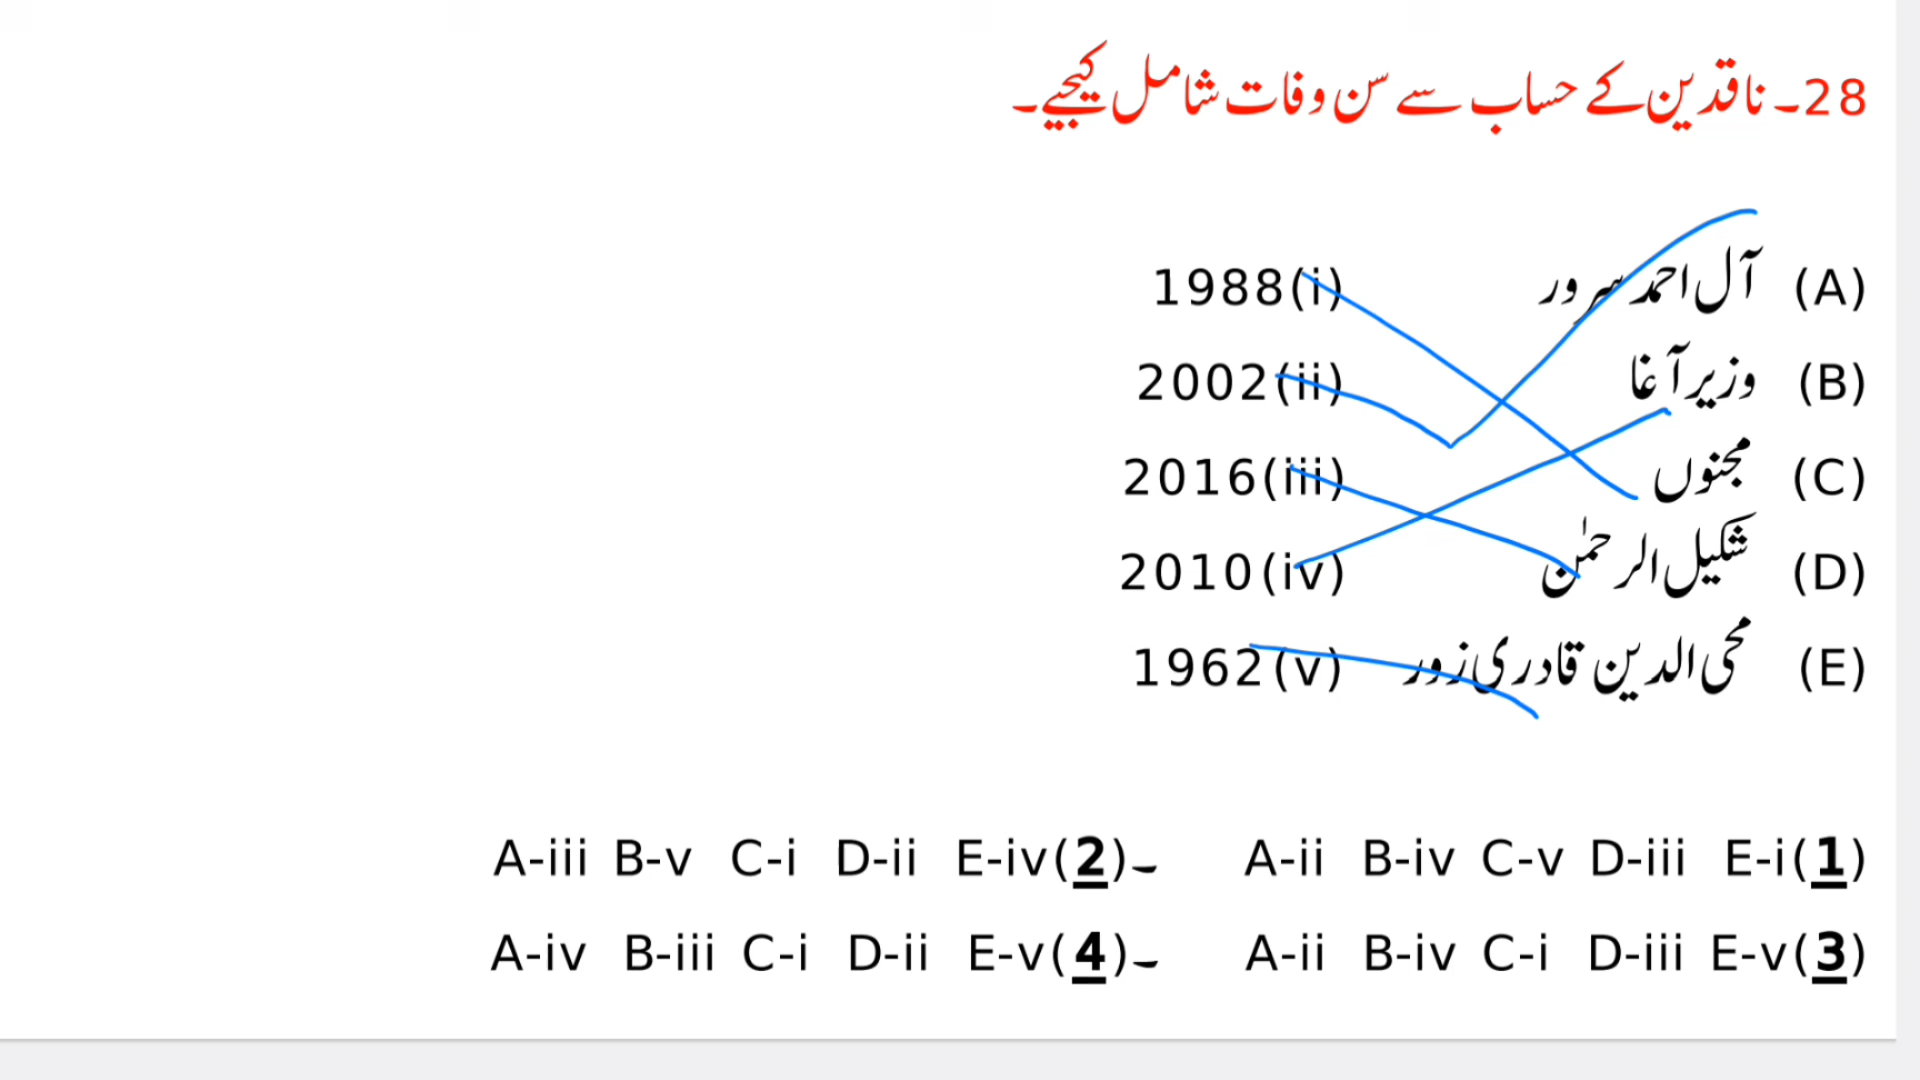 28۔ ناقدین کے حساب سے سن وفات شامل کیجیے۔
(A) آل احمد سرور (i)1988
(B) وزیر آغا (ii)2002
(C) مجنوں (iii)2016
(D) شکیل الرحمٰن (iv)2010
(E) محی الدین قادری زور (v)1962
(1)A-ii B-iv C-v D-iii E-i ۔(2)A-iii B-v C-i D-ii E-iv
(3)A-ii B-iv C-i D-iii E-v ۔(4)A-iv B-iii C-i D-ii E-v